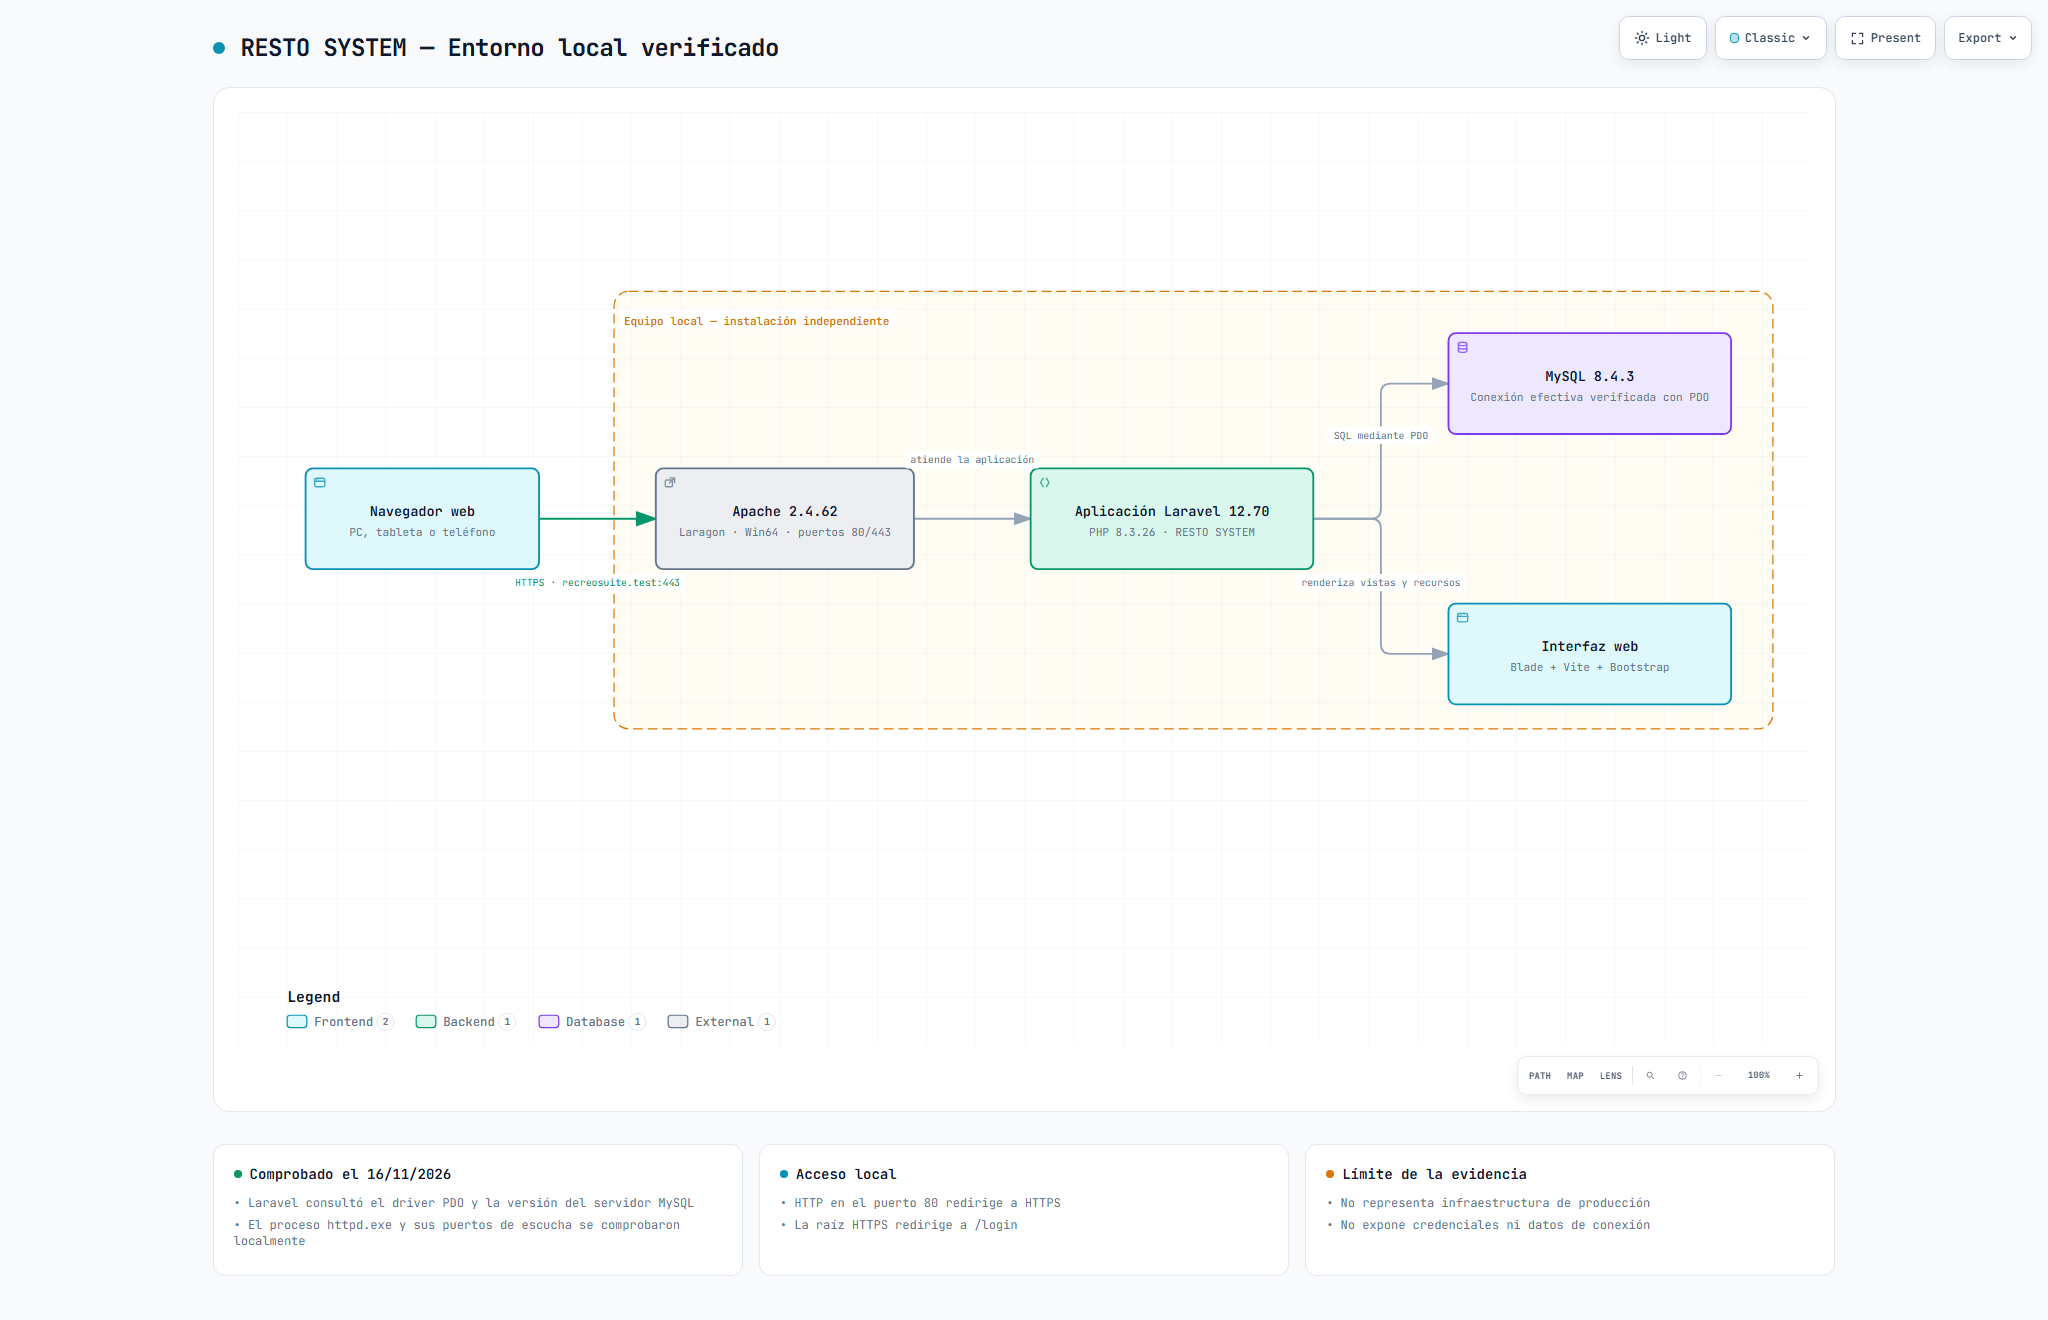 RESTO SYSTEM — Entorno local verificado
Light
Classic
Present
Export
Equipo local — instalación independiente
MySQL 8.4.3
Conexión efectiva verificada con PDO
SQL mediante PDO
atiende la aplicación
Navegador web
PC, tableta o teléfono
Apache 2.4.62
Laragon · Win64 · puertos 80/443
Aplicación Laravel 12.70
PHP 8.3.26 · RESTO SYSTEM
HTTPS · recreosuite.test:443
renderiza vistas y recursos
Interfaz web
Blade + Vite + Bootstrap
Legend
Frontend 2
Backend 1
Database 1
External 1
PATH
MAP
LENS
− 100% +
Comprobado el 16/11/2026
• Laravel consultó el driver PDO y la versión del servidor MySQL
• El proceso httpd.exe y sus puertos de escucha se comprobaron
localmente
Acceso local
• HTTP en el puerto 80 redirige a HTTPS
• La raíz HTTPS redirige a /login
Límite de la evidencia
• No representa infraestructura de producción
• No expone credenciales ni datos de conexión